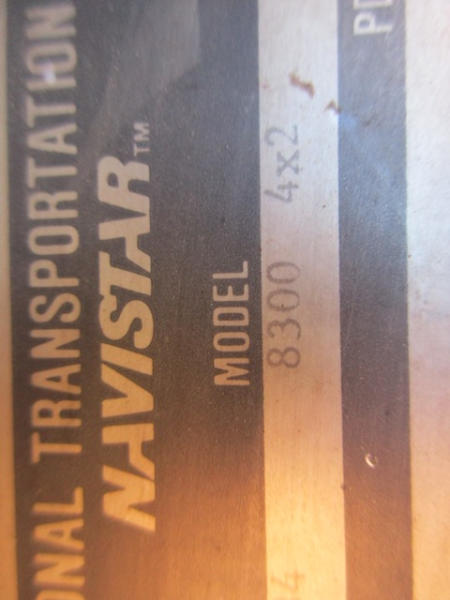 ONAL TRANSPORTATION
NAVISTAR™
MODEL
8300 4x2